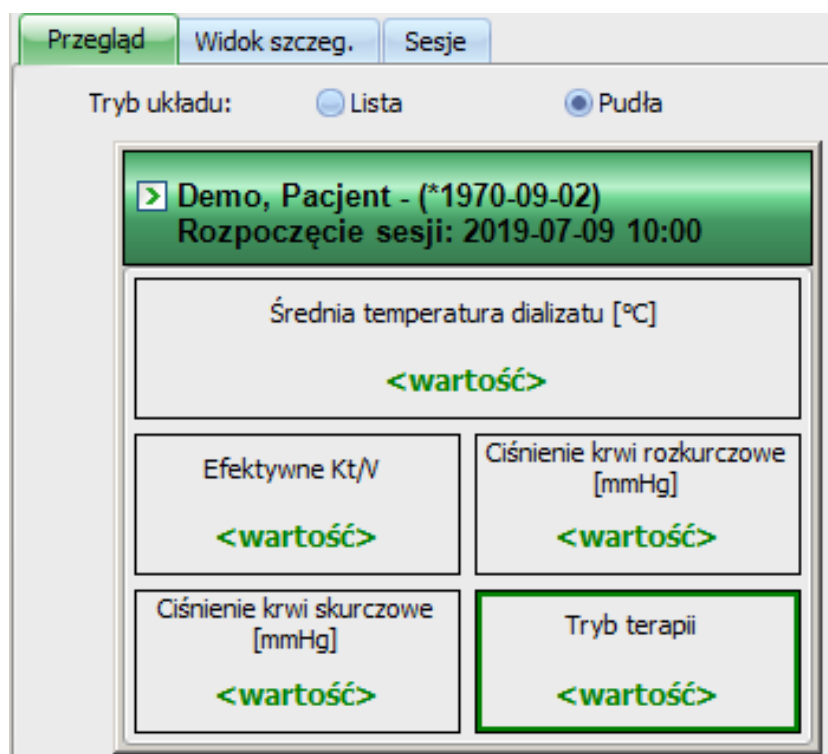 Przegląd Widok szczeg. Sesje
Tryb układu: Lista Pudła
Demo, Pacjent - (*1970-09-02)
Rozpoczęcie sesji: 2019-07-09 10:00
Średnia temperatura dializatu [°C]
<wartość>
Efektywne Kt/V
<wartość>
Ciśnienie krwi rozkurczowe
[mmHg]
<wartość>
Ciśnienie krwi skurczowe
[mmHg]
<wartość>
Tryb terapii
<wartość>